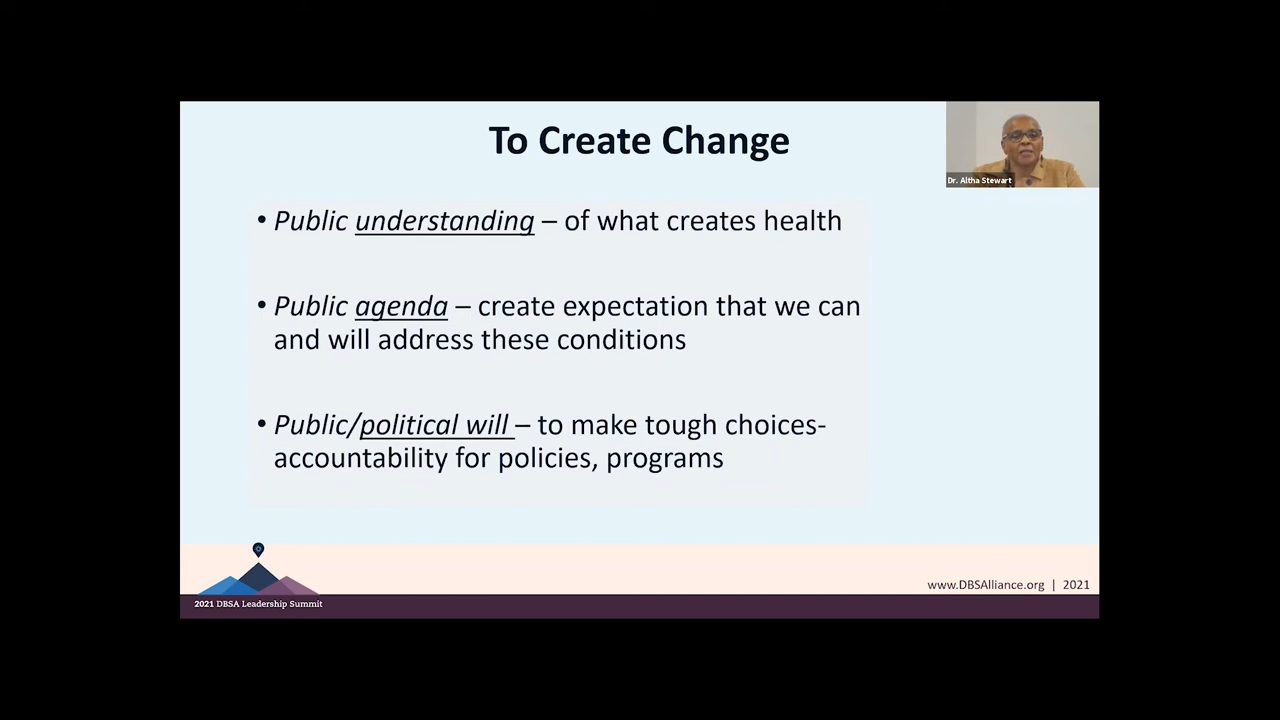 To Create Change
Dr. Altha Stewart
• Public understanding – of what creates health
• Public agenda – create expectation that we can
and will address these conditions
• Public/political will – to make tough choices-
accountability for policies, programs
www.DBSAlliance.org | 2021
2021 DBSA Leadership Summit